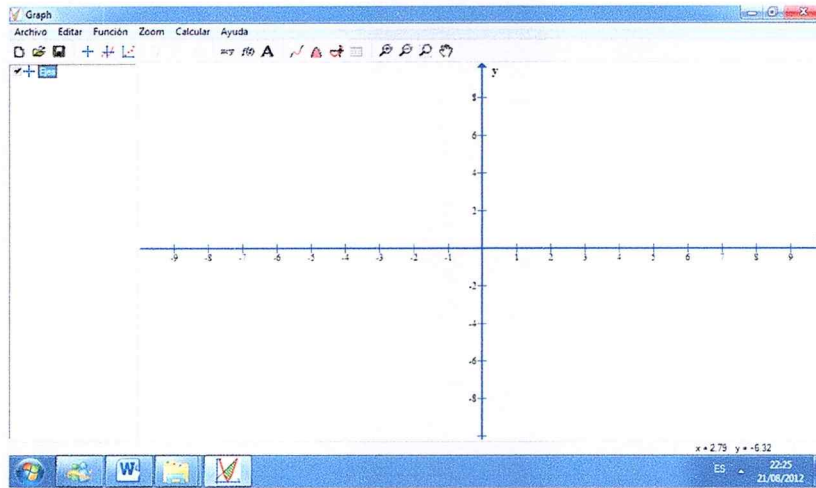 Graph
Archivo Editar Función Zoom Calcular Ayuda
f(x) A
Ejes
y
8
6
4
2
-9 -8 -7 -6 -5 -4 -3 -2 -1 1 2 3 4 5 6 7 8 9
-2
-4
-6
-8
x = 2.79 y = -6.32
W
ES 22:25
21/08/2012